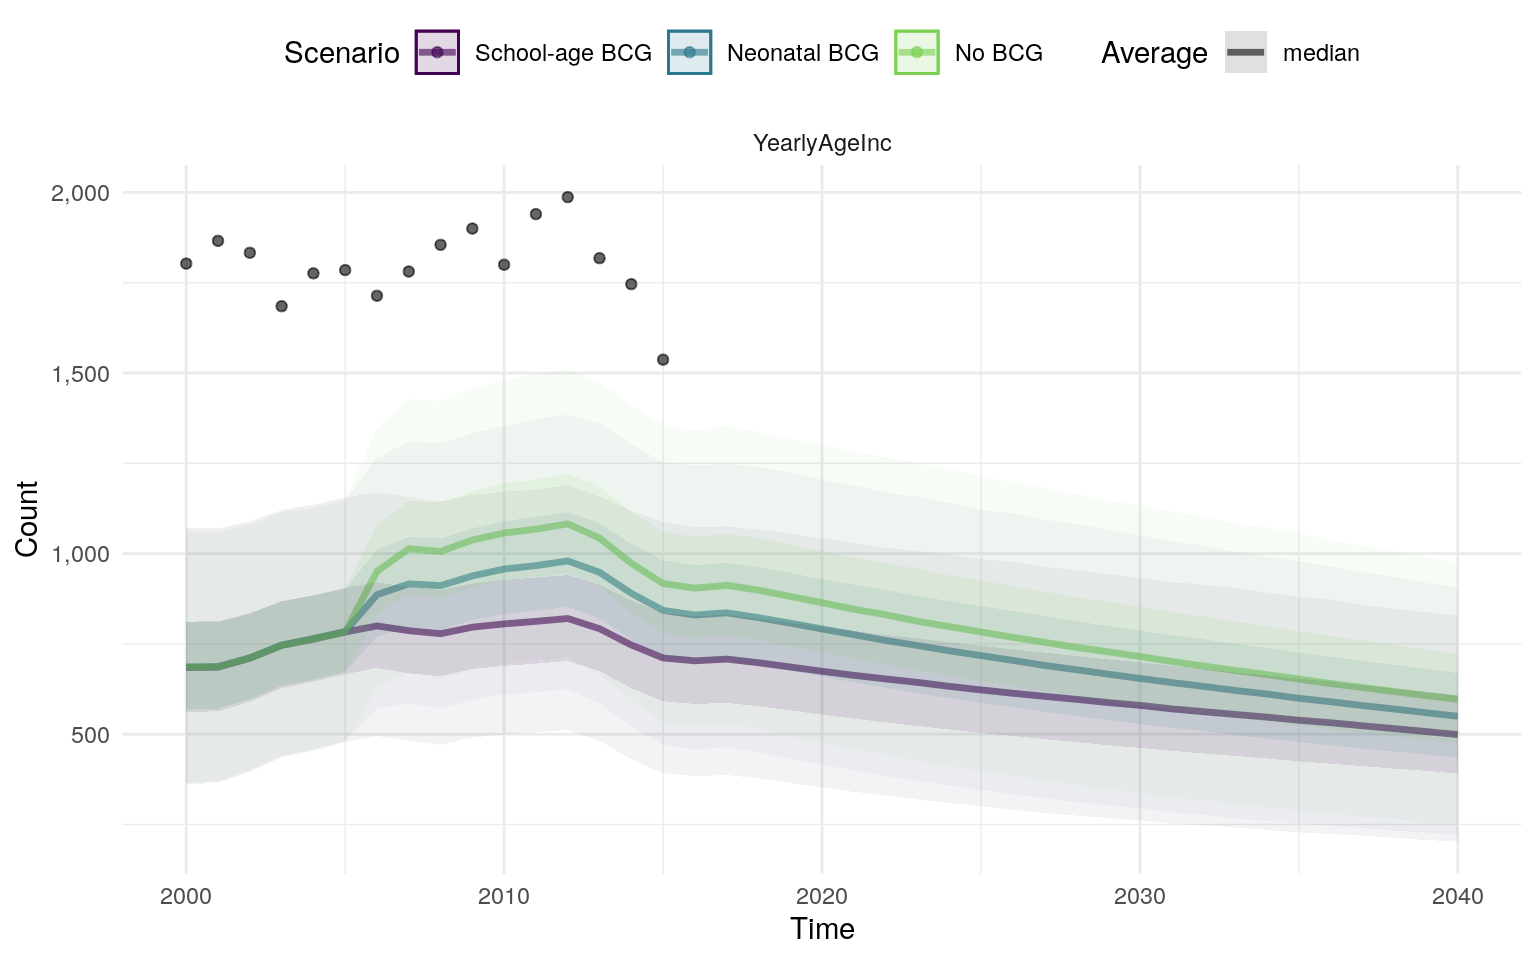 Scenario School-age BCG Neonatal BCG No BCG Average median
YearlyAgeInc
2,000
1,500
1,000
500
Count
2000 2010 2020 2030 2040
Time